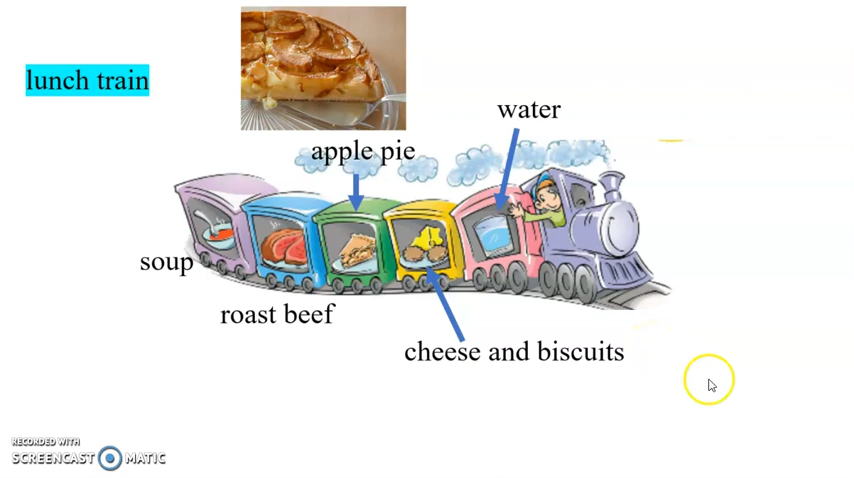 lunch train
water
apple pie
soup
roast beef
cheese and biscuits
RECORDED WITH
SCREENCAST MATIC